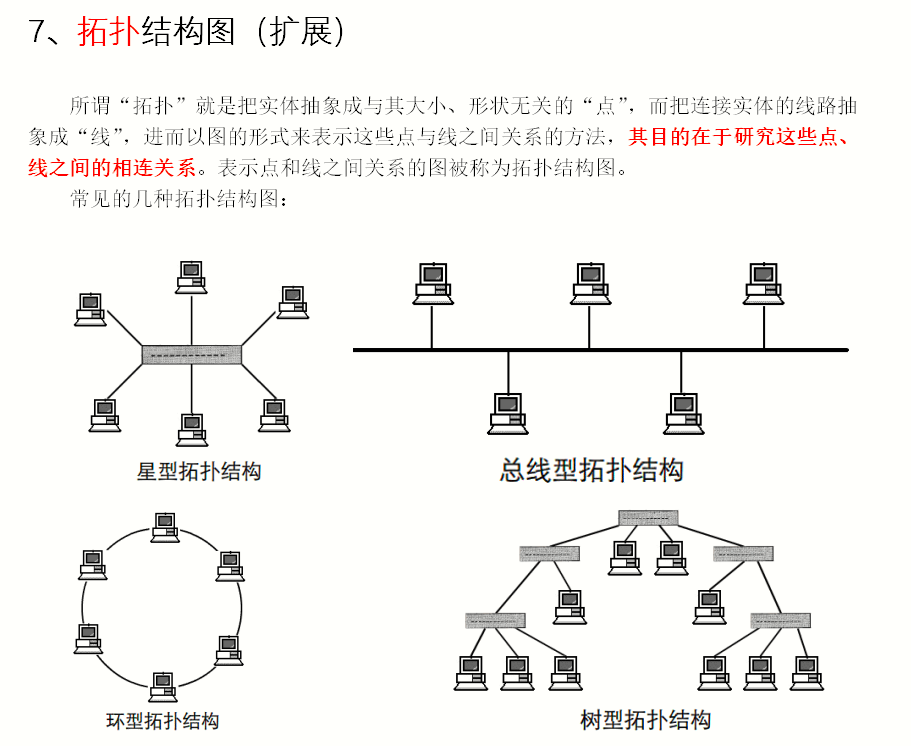 7、拓扑结构图（扩展）
所谓“拓扑”就是把实体抽象成与其大小、形状无关的“点”，而把连接实体的线路抽
象成“线”，进而以图的形式来表示这些点与线之间关系的方法，其目的在于研究这些点、
线之间的相连关系。表示点和线之间关系的图被称为拓扑结构图。
常见的几种拓扑结构图：
星型拓扑结构
总线型拓扑结构
环型拓扑结构
树型拓扑结构